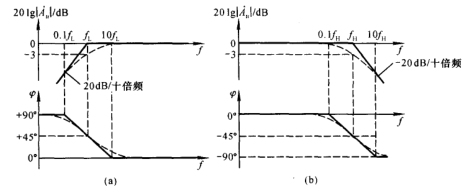 20lg|Ȧu|/dB
0.1fL fL 10fL
0
f
-3
20dB/十倍频
φ
+90°
+45°
0°
f
(a)
20lg|Ȧu|/dB
0.1fH fH 10fH
0
f
-3
-20dB/十倍频
φ
0°
f
-45°
-90°
(b)